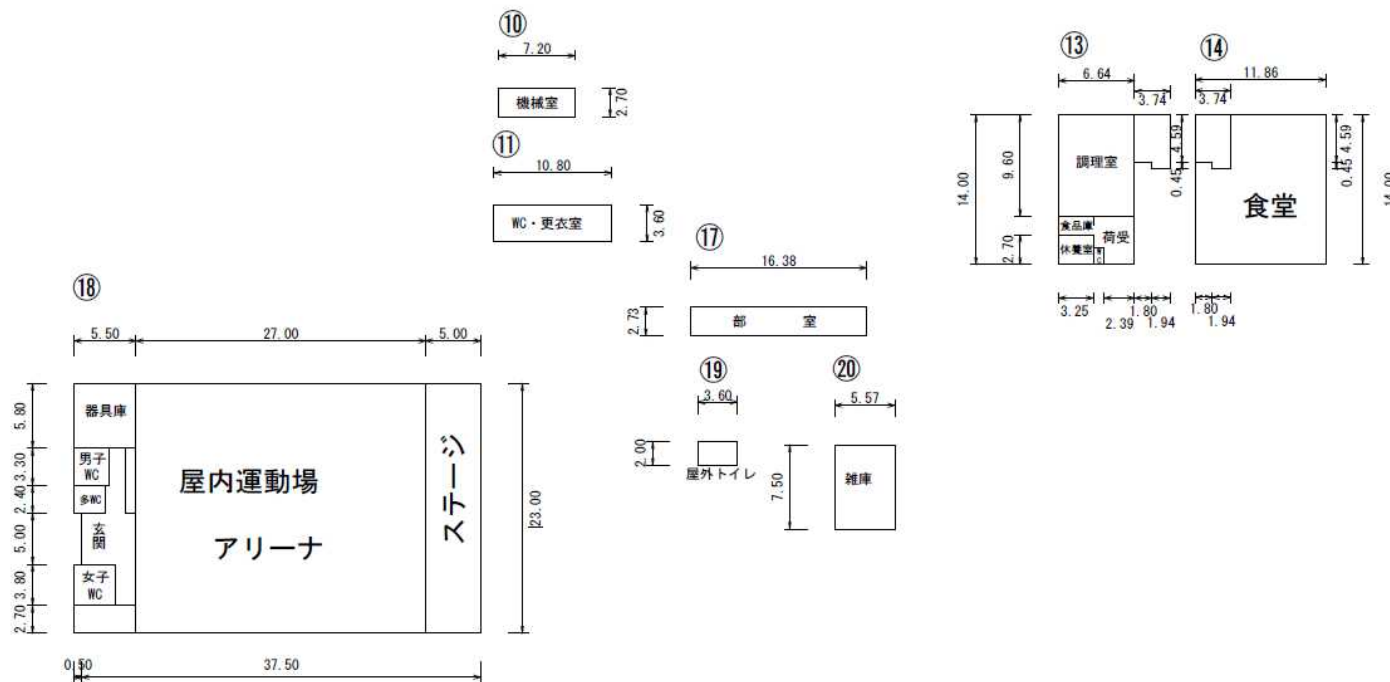 ⑩
7.20
機械室
2.70
⑪
10.80
WC・更衣室
3.60
⑬
6.64
3.74
14.00
9.60
2.70
調理室
食品庫
休養室
荷受
WC
4.59
0.45
3.25
2.39
1.80
1.94
⑭
11.86
3.74
食堂
4.59
0.45
14.00
1.80
1.94
⑰
16.38
2.73
部 室
⑱
5.50
27.00
5.00
5.80
3.30
2.40
5.00
3.80
2.70
器具庫
男子
WC
多WC
玄関
女子
WC
屋内運動場
アリーナ
ステージ
23.00
0.50
37.50
⑲
3.60
2.00
屋外トイレ
⑳
5.57
7.50
雑庫